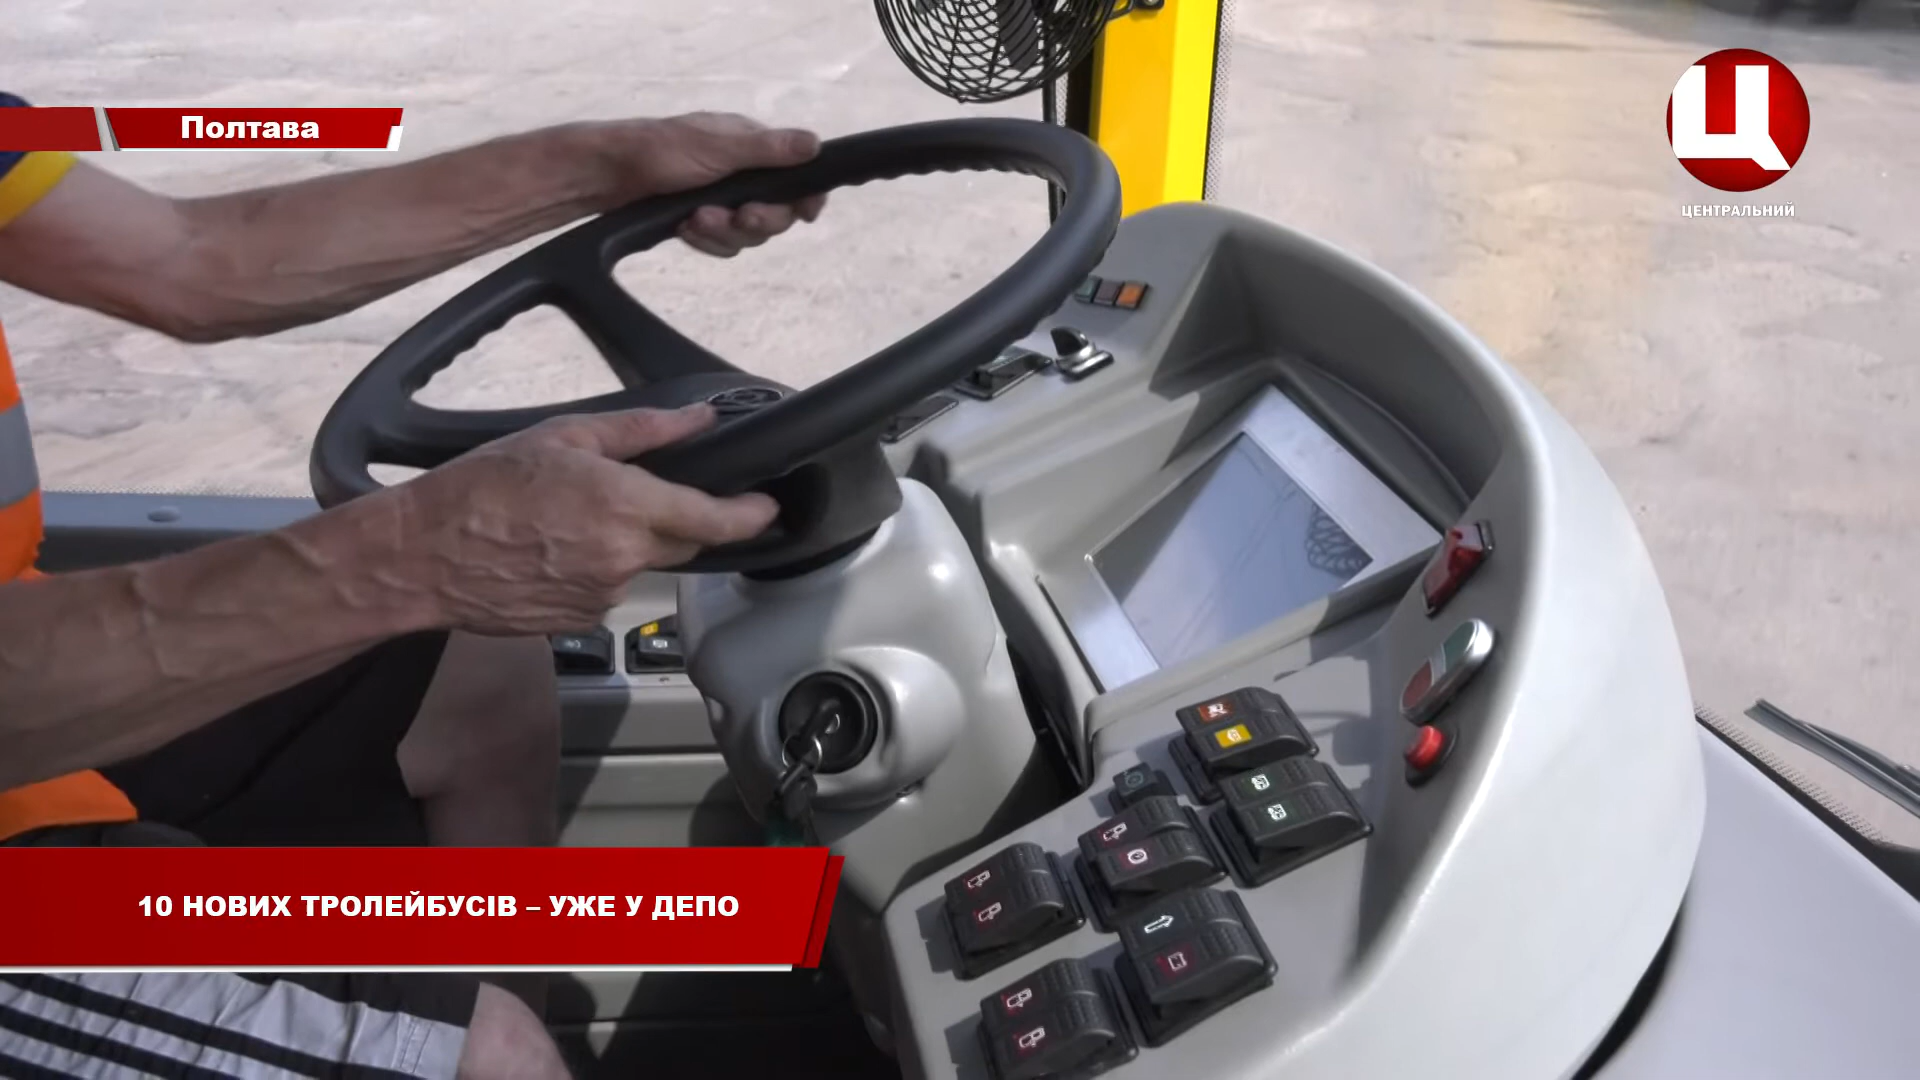 Полтава
Ц
ЦЕНТРАЛЬНИЙ
10 НОВИХ ТРОЛЕЙБУСІВ – УЖЕ У ДЕПО